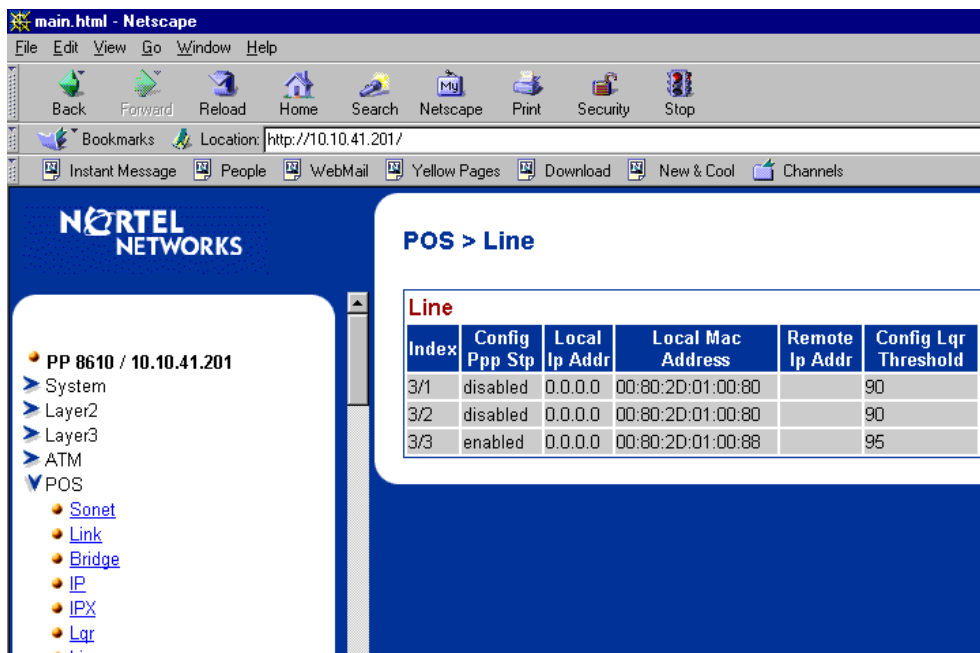 main.html - Netscape
File Edit View Go Window Help
Back Forward Reload Home Search Netscape Print Security Stop
My
Bookmarks Location: http://10.10.41.201/
Instant Message People WebMail Yellow Pages Download New & Cool Channels
NORTEL
NETWORKS
PP 8610 / 10.10.41.201
System
Layer2
Layer3
ATM
POS
Sonet
Link
Bridge
IP
IPX
Lqr
POS > Line
Line
Index Config Ppp Stp Local Ip Addr Local Mac Address Remote Ip Addr Config Lqr Threshold
3/1 disabled 0.0.0.0 00:80:2D:01:00:80 90
3/2 disabled 0.0.0.0 00:80:2D:01:00:80 90
3/3 enabled 0.0.0.0 00:80:2D:01:00:88 95